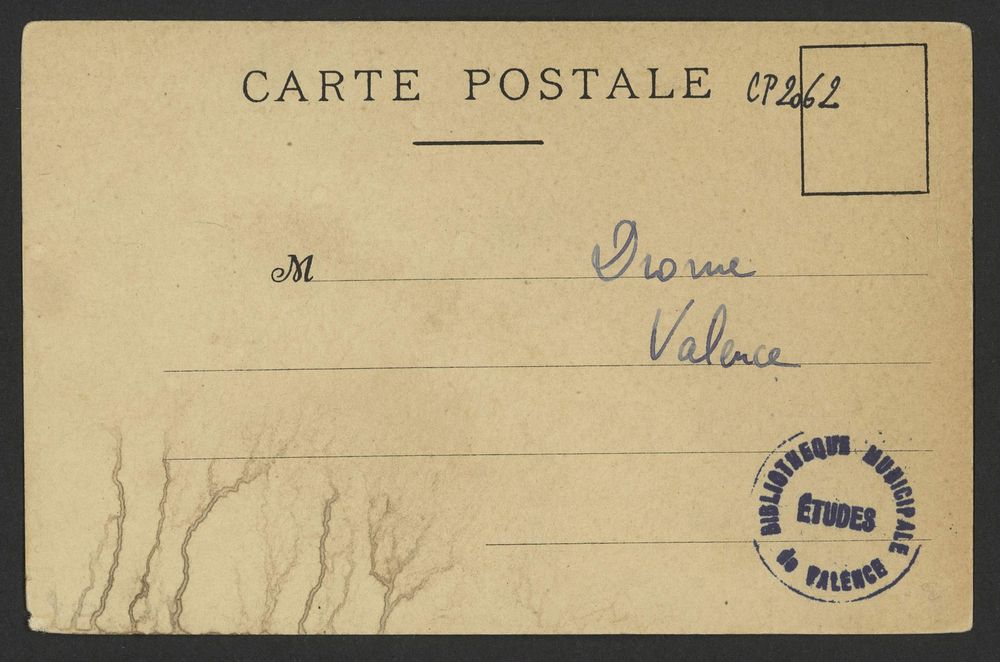 CARTE POSTALE CP2062
M Drome
Valence
BIBLIOTHEQUE MUNICIPALE
ÉTUDES
de VALENCE